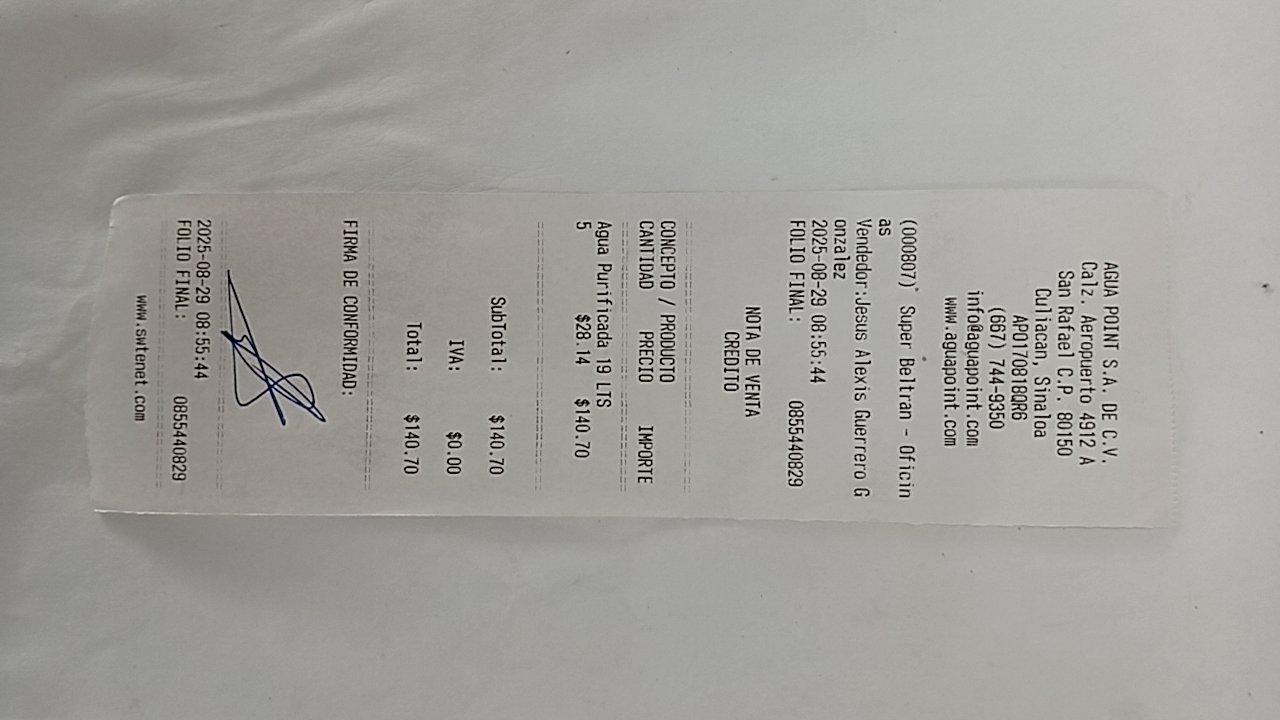 AGUA POINT S.A. DE C.V.
Calz. Aeropuerto 4912 A
San Rafael C.P. 80150
Culiacan, Sinaloa
APO170818QR8
(667) 744-9350
info@aguapoint.com
www.aguapoint.com
(000807)* Super Beltran - Oficin
as
Vendedor:Jesus Alexis Guerrero G
onzalez
2025-08-29 08:55:44
FOLIO FINAL: 0855440829
NOTA DE VENTA
CREDITO
CONCEPTO / PRODUCTO
CANTIDAD PRECIO IMPORTE
Agua Purificada 19 LTS
5 $28.14 $140.70
SubTotal: $140.70
IVA: $0.00
Total: $140.70
FIRMA DE CONFORMIDAD:
2025-08-29 08:55:44
FOLIO FINAL: 0855440829
www.swtenet.com